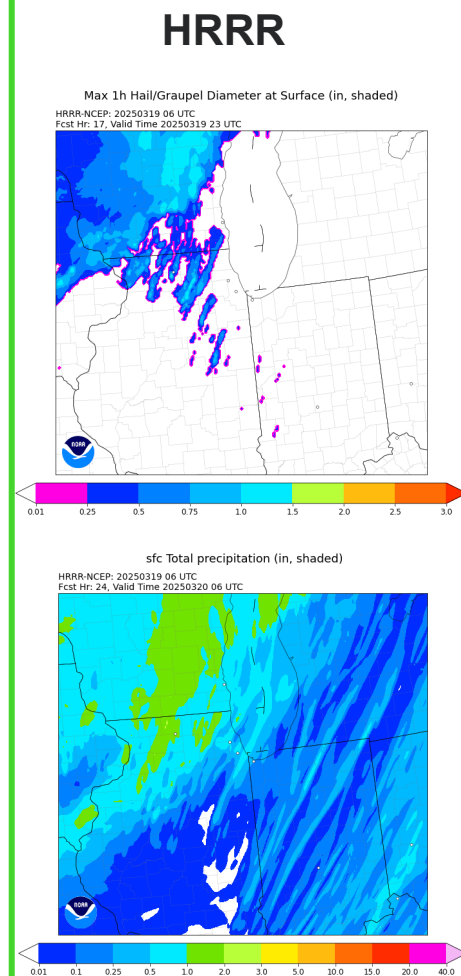 HRRR
Max 1h Hail/Graupel Diameter at Surface (in, shaded)
HRRR-NCEP: 20250319 06 UTC
Fcst Hr: 17, Valid Time 20250319 23 UTC
NOAA
0.01 0.25 0.5 0.75 1.0 1.5 2.0 2.5 3.0
sfc Total precipitation (in, shaded)
HRRR-NCEP: 20250319 06 UTC
Fcst Hr: 24, Valid Time 20250320 06 UTC
NOAA
0.01 0.1 0.25 0.5 1.0 2.0 3.0 5.0 10.0 15.0 20.0 40.0